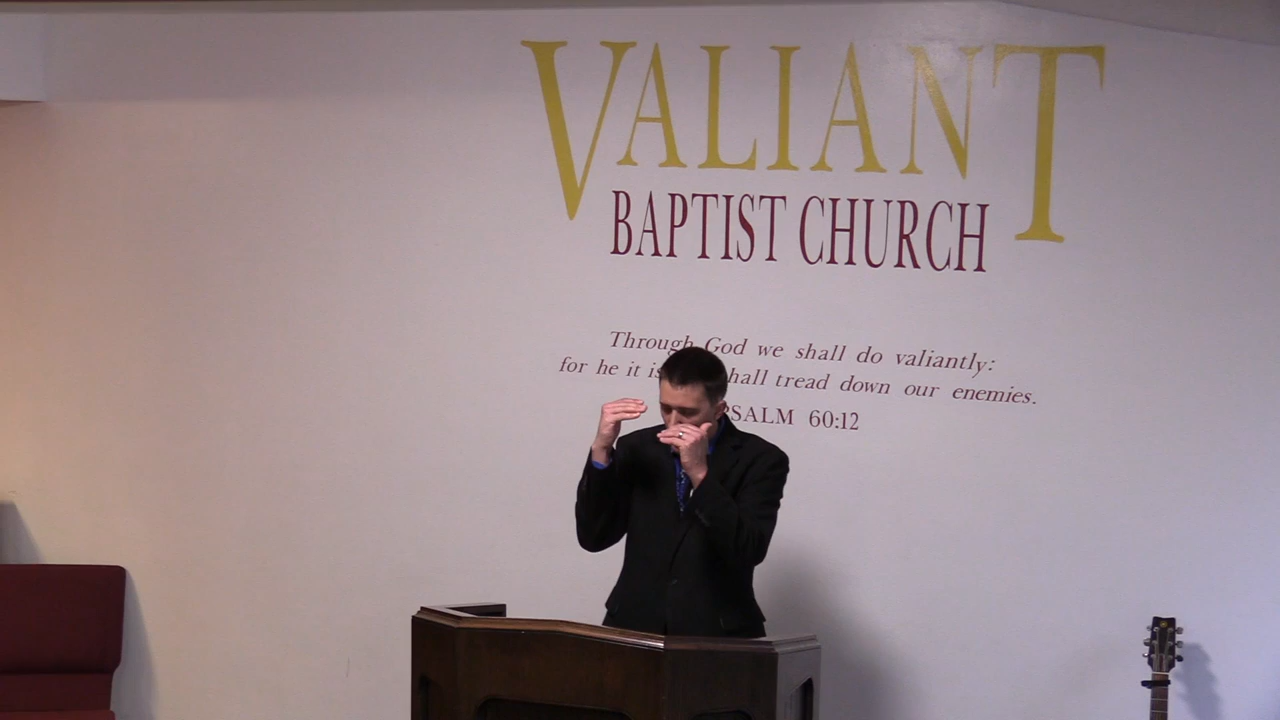 VALIANT
BAPTIST CHURCH
Through God we shall do valiantly:
for he it is shall tread down our enemies.
PSALM 60:12